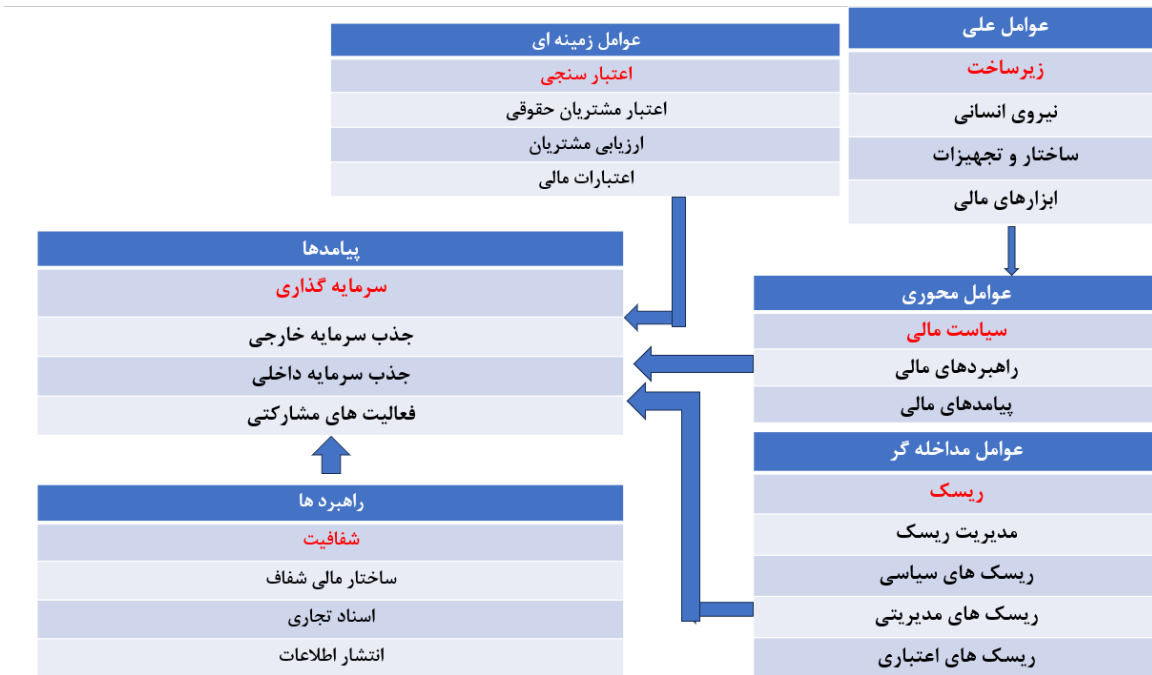 عوامل علی
زیرساخت
نیروی انسانی
ساختار و تجهیزات
ابزارهای مالی
عوامل زمینه ای
اعتبار سنجی
اعتبار مشتریان حقوقی
ارزیابی مشتریان
اعتبارات مالی
عوامل محوری
سیاست مالی
راهبردهای مالی
پیامدهای مالی
پیامدها
سرمایه گذاری
جذب سرمایه خارجی
جذب سرمایه داخلی
فعالیت های مشارکتی
عوامل مداخله گر
ریسک
مدیریت ریسک
ریسک های سیاسی
ریسک های مدیریتی
ریسک های اعتباری
راهبرد ها
شفافیت
ساختار مالی شفاف
اسناد تجاری
انتشار اطلاعات